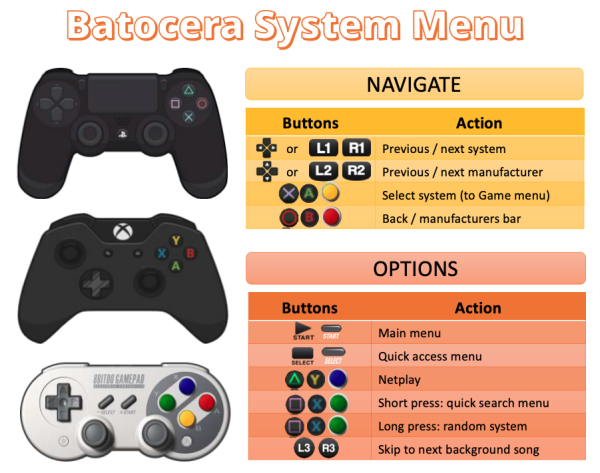 Batocera System Menu
NAVIGATE
Buttons Action
or L1 R1 Previous / next system
or L2 R2 Previous / next manufacturer
X A Select system (to Game menu)
B Back / manufacturers bar
Y
X B
A
OPTIONS
Buttons Action
START START Main menu
SELECT SELECT Quick access menu
Y Netplay
X Short press: quick search menu
X Long press: random system
L3 R3 Skip to next background song
8BITDO GAMEPAD
SELECT START
X
Y A
B